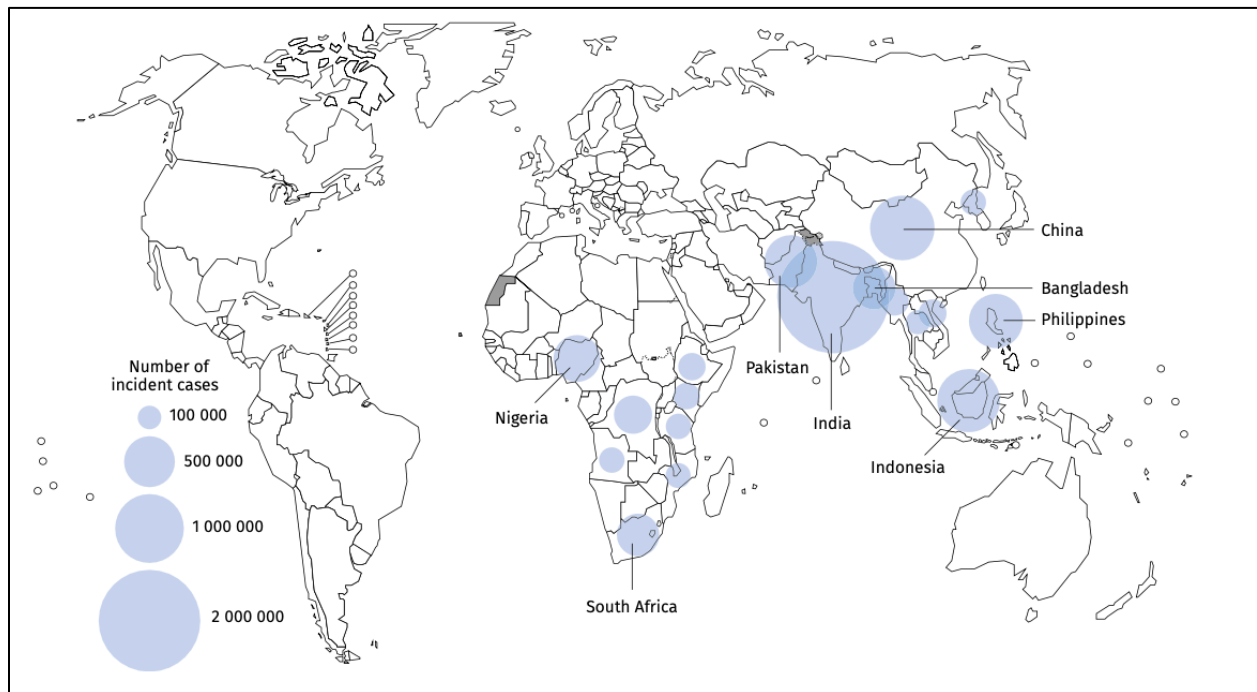 China
Bangladesh
Philippines
Pakistan
Nigeria
India
Indonesia
South Africa
Number of
incident cases
100 000
500 000
1 000 000
2 000 000